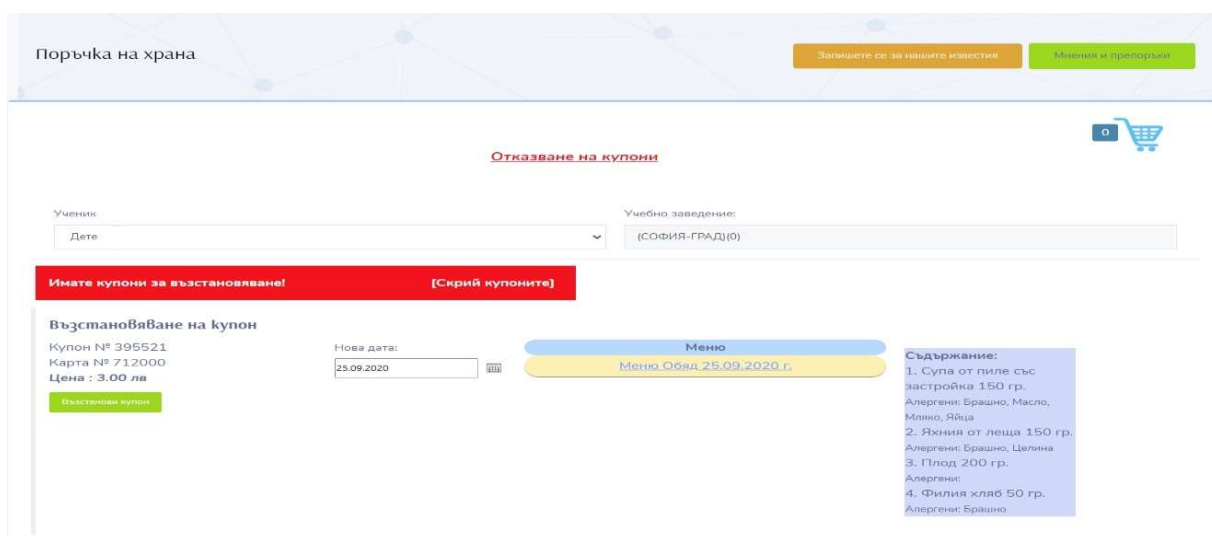 Поръчка на храна
Запишете се за нашите известия
Мнения и препоръки
0
Отказване на купони
Ученик
Учебно заведение:
Дете
(СОФИЯ-ГРАД)(0)
Имате купони за възстановяване! [Скрий купоните]
Възстановяване на купон
Купон № 395521
Карта № 712000
Цена : 3.00 лв
Възстанови купон
Нова дата:
25.09.2020
Меню
Меню Обяд 25.09.2020 г.
Съдържание:
1. Супа от пиле със
застройка 150 гр.
Алергени: Брашно, Масло,
Мляко, Яйца
2. Яхния от леща 150 гр.
Алергени: Брашно, Целина
3. Плод 200 гр.
Алергени:
4. Филия хляб 50 гр.
Алергени: Брашно